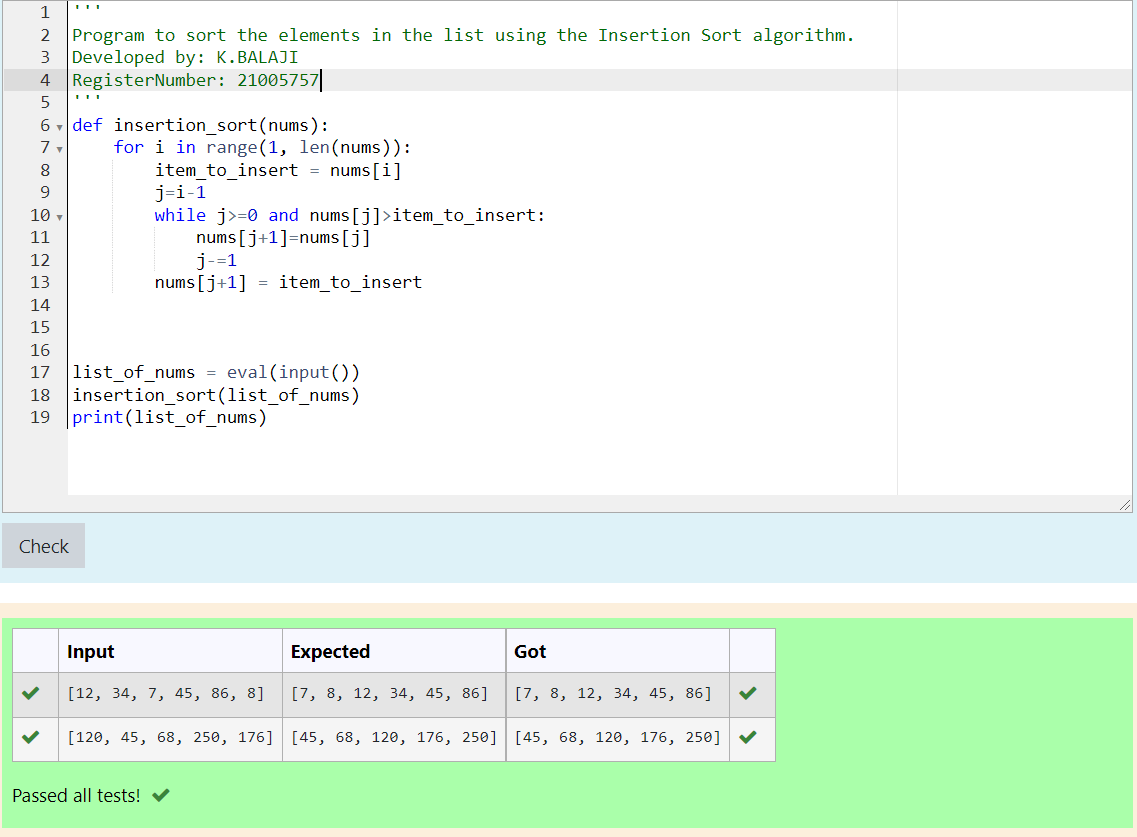 1 '''
2 Program to sort the elements in the list using the Insertion Sort algorithm.
3 Developed by: K.BALAJI
4 RegisterNumber: 21005757
5 '''
6 def insertion_sort(nums):
7     for i in range(1, len(nums)):
8         item_to_insert = nums[i]
9         j=i-1
10         while j>=0 and nums[j]>item_to_insert:
11             nums[j+1]=nums[j]
12             j-=1
13         nums[j+1] = item_to_insert
14
15
16
17 list_of_nums = eval(input())
18 insertion_sort(list_of_nums)
19 print(list_of_nums)
Check
Input Expected Got
[12, 34, 7, 45, 86, 8] [7, 8, 12, 34, 45, 86] [7, 8, 12, 34, 45, 86]
[120, 45, 68, 250, 176] [45, 68, 120, 176, 250] [45, 68, 120, 176, 250]
Passed all tests!